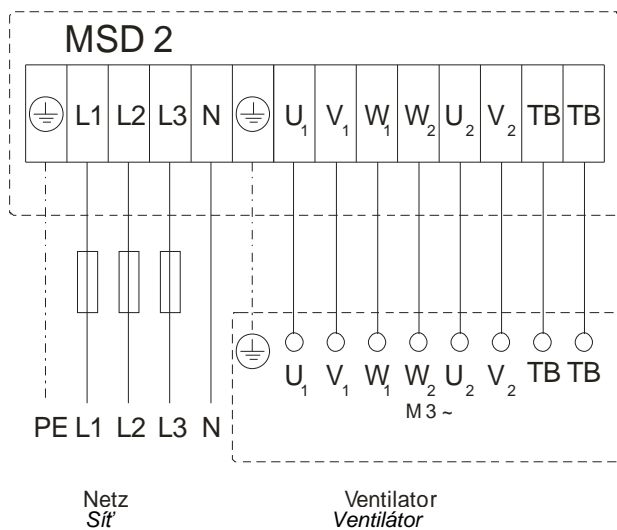 MSD 2
L1 L2 L3 N U₁ V₁ W₁ W₂ U₂ V₂ TB TB
U₁ V₁ W₁ W₂ U₂ V₂ TB TB
M 3 ~
PE L1 L2 L3 N
Netz Ventilator
Síť Ventilátor